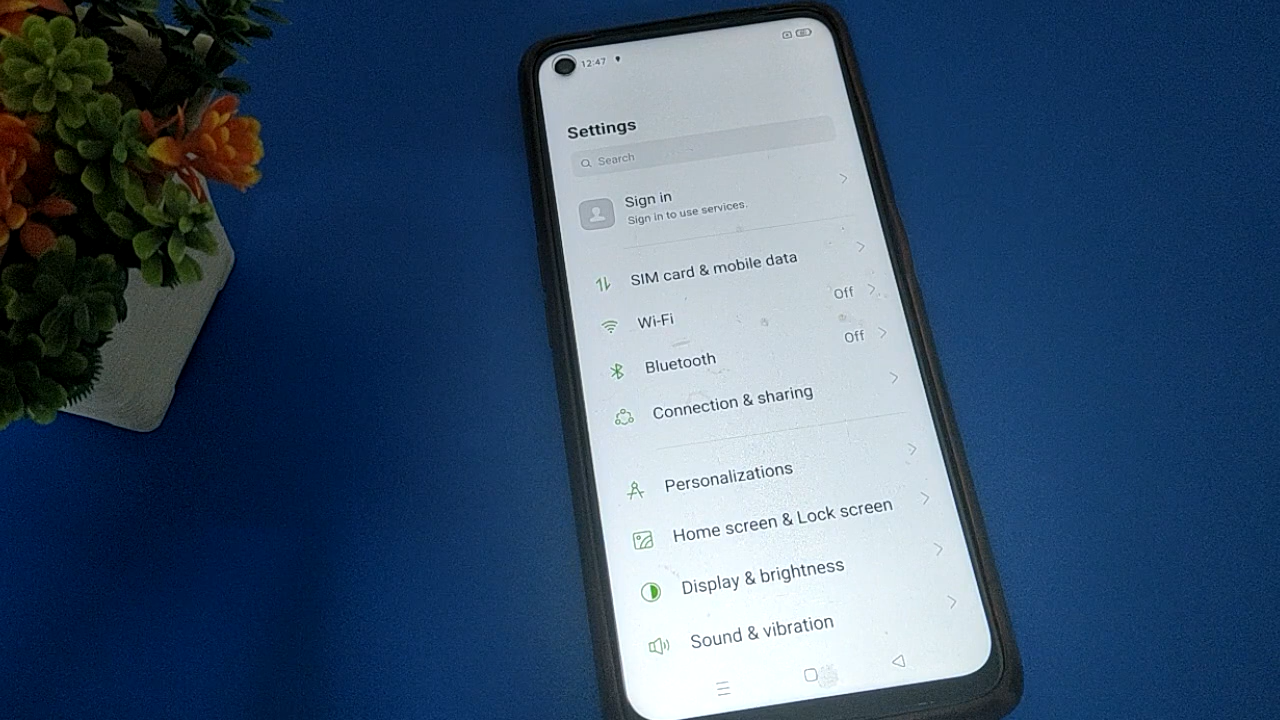 12:47
Settings
Search
Sign in
Sign in to use services.
SIM card & mobile data
Wi-Fi Off
Bluetooth Off
Connection & sharing
Personalizations
Home screen & Lock screen
Display & brightness
Sound & vibration